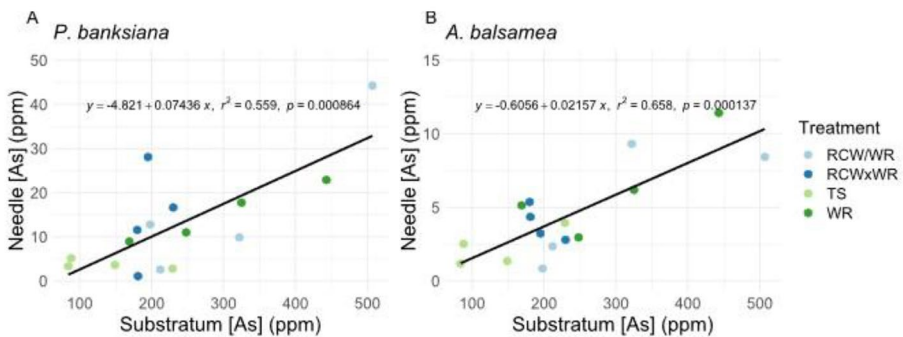 A
P. banksiana
50
40
30
20
10
0
y = -4.821 + 0.07436 x, r² = 0.559, p = 0.000864
100 200 300 400 500
Substratum [As] (ppm)
Needle [As] (ppm)
B
A. balsamea
15
10
5
0
y = -0.6056 + 0.02157 x, r² = 0.658, p = 0.000137
100 200 300 400 500
Substratum [As] (ppm)
Needle [As] (ppm)
Treatment
RCW/WR
RCWxWR
TS
WR